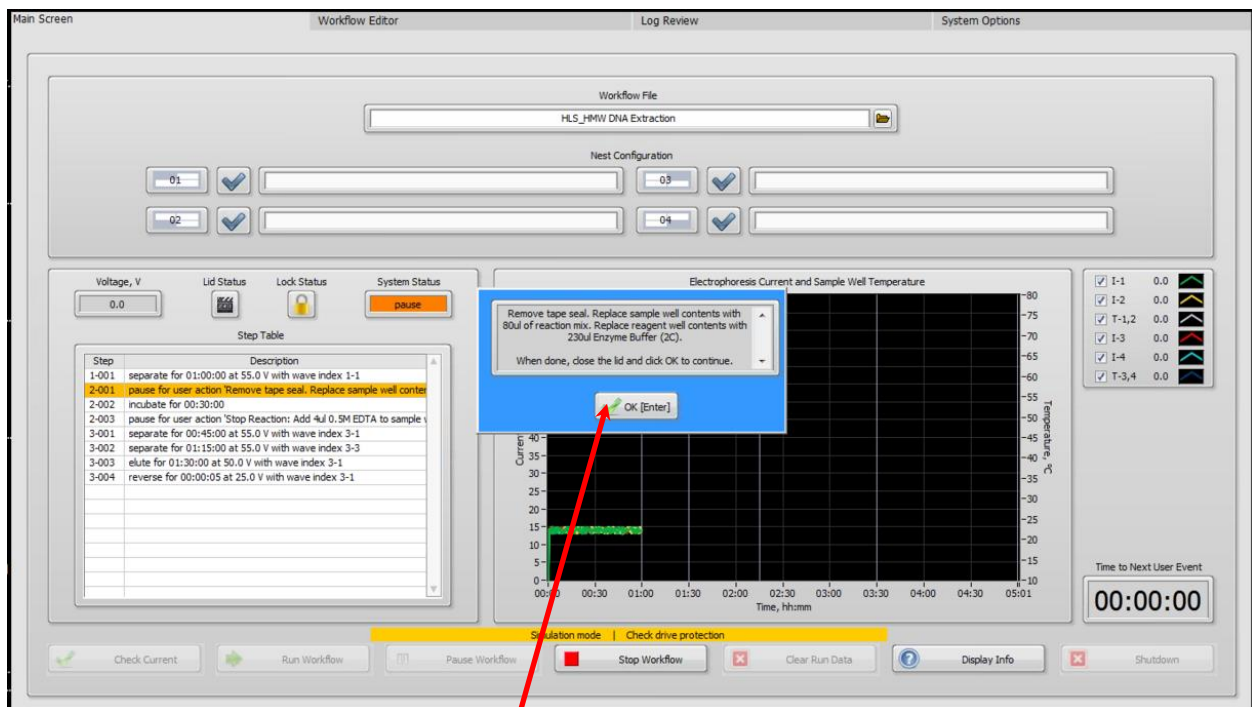 Main Screen
Workflow Editor
Log Review
System Options
Workflow File
HLS_HMW DNA Extraction
Nest Configuration
01
03
02
04
Voltage, V
Lid Status
Lock Status
System Status
0.0
pause
Step Table
Step Description
1-001 separate for 01:00:00 at 55.0 V with wave index 1-1
2-001 pause for user action 'Remove tape seal. Replace sample well conter
2-002 incubate for 00:30:00
2-003 pause for user action 'Stop Reaction: Add 4ul 0.5M EDTA to sample
3-001 separate for 00:45:00 at 55.0 V with wave index 3-1
3-002 separate for 01:15:00 at 55.0 V with wave index 3-3
3-003 elute for 01:30:00 at 50.0 V with wave index 3-1
3-004 reverse for 00:00:05 at 25.0 V with wave index 3-1
Electrophoresis Current and Sample Well Temperature
Remove tape seal. Replace sample well contents with
80ul of reaction mix. Replace reagent well contents with
230ul Enzyme Buffer (2C).
When done, close the lid and click OK to continue.
OK [Enter]
40
35
30
25
20
15
10
5
0
80
75
70
65
60
55
50
45
40
35
30
25
20
15
10
Temperature, ºC
00:00 00:30 01:00 01:30 02:00 02:30 03:00 03:30 04:00 04:30 05:01
Time, hh:mm
I-1 0.0
I-2 0.0
T-1,2 0.0
I-3 0.0
I-4 0.0
T-3,4 0.0
Time to Next User Event
00:00:00
Simulation mode | Check drive protection
Check Current
Run Workflow
Pause Workflow
Stop Workflow
Clear Run Data
Display Info
Shutdown